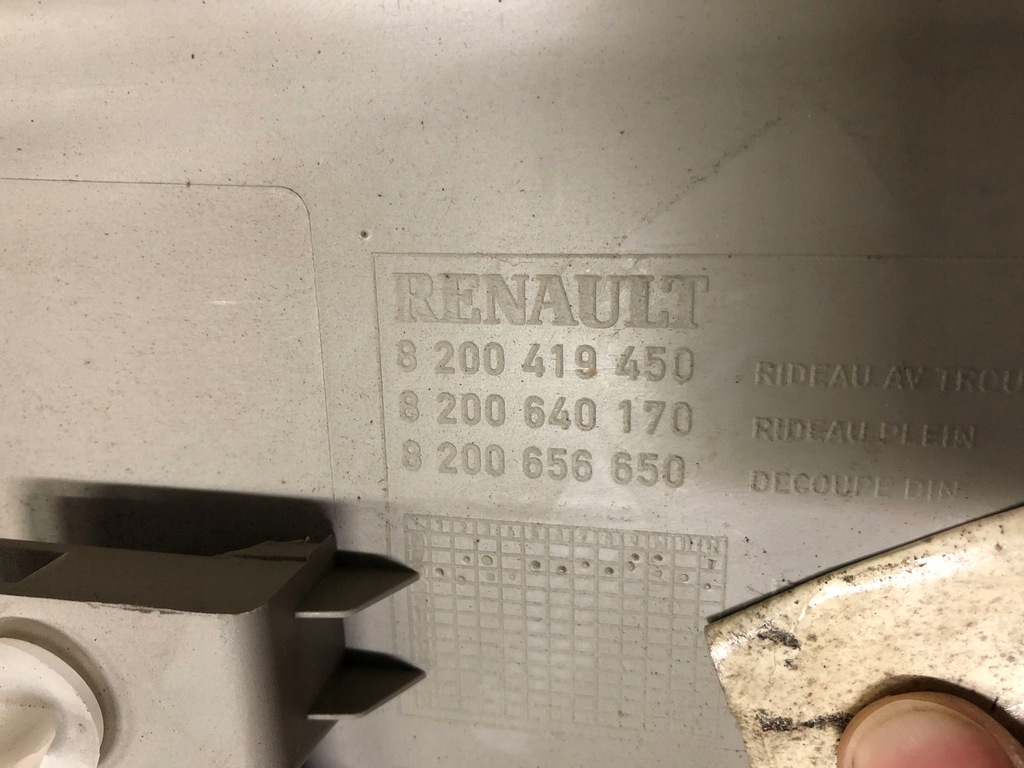 RENAULT
8 200 419 450 RIDEAU AV TROU
8 200 640 170 RIDEAU PLEIN
8 200 656 650 DECOUPE DIN